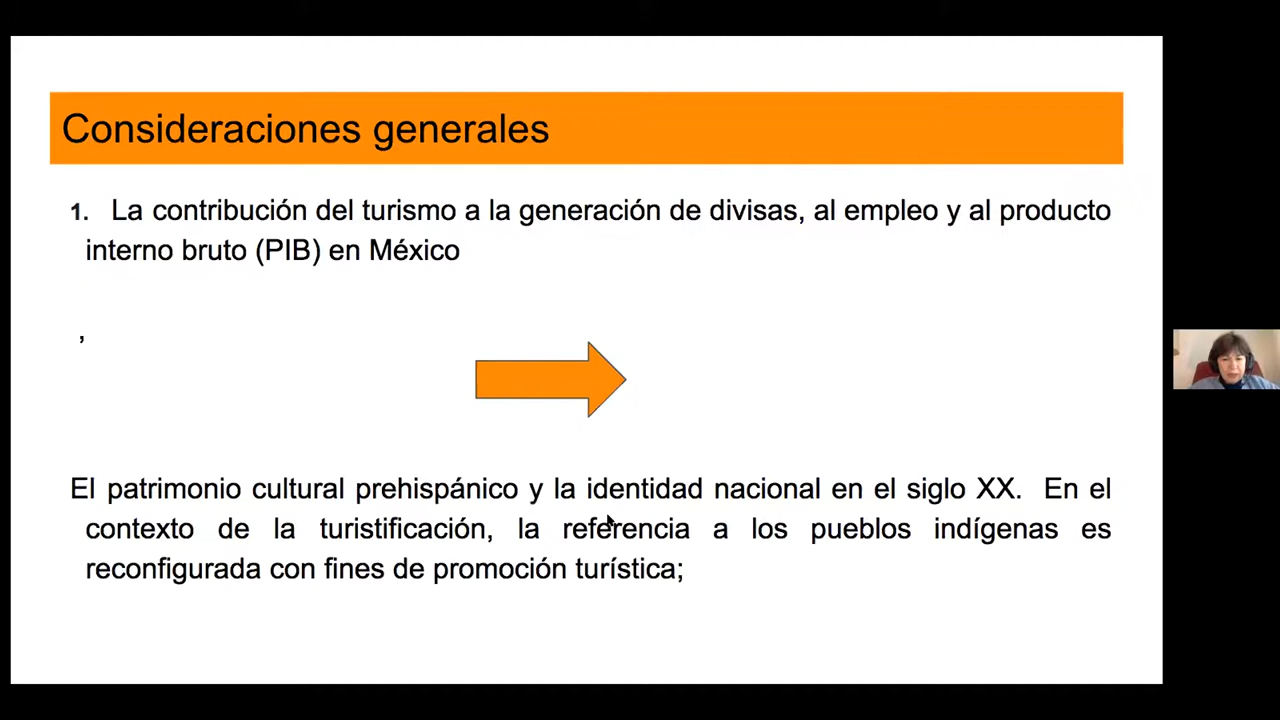 Consideraciones generales
1. La contribución del turismo a la generación de divisas, al empleo y al producto
interno bruto (PIB) en México
,
El patrimonio cultural prehispánico y la identidad nacional en el siglo XX. En el
contexto de la turistificación, la referencia a los pueblos indígenas es
reconfigurada con fines de promoción turística;